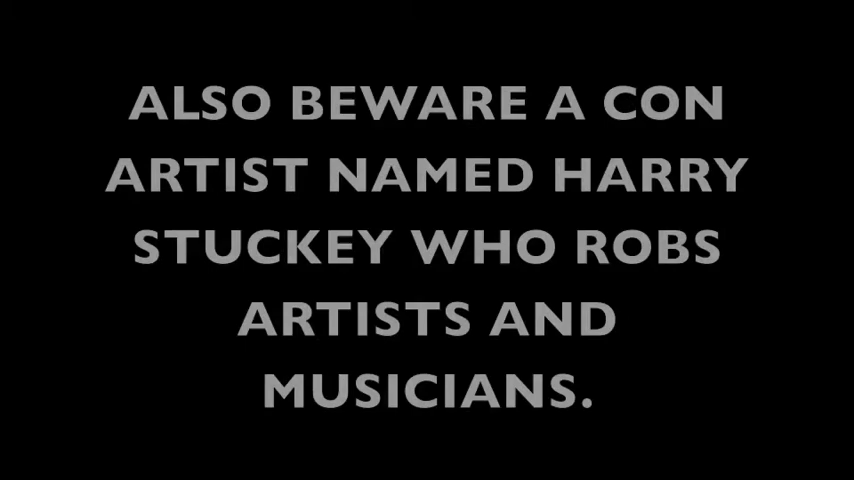 ALSO BEWARE A CON
ARTIST NAMED HARRY
STUCKEY WHO ROBS
ARTISTS AND
MUSICIANS.